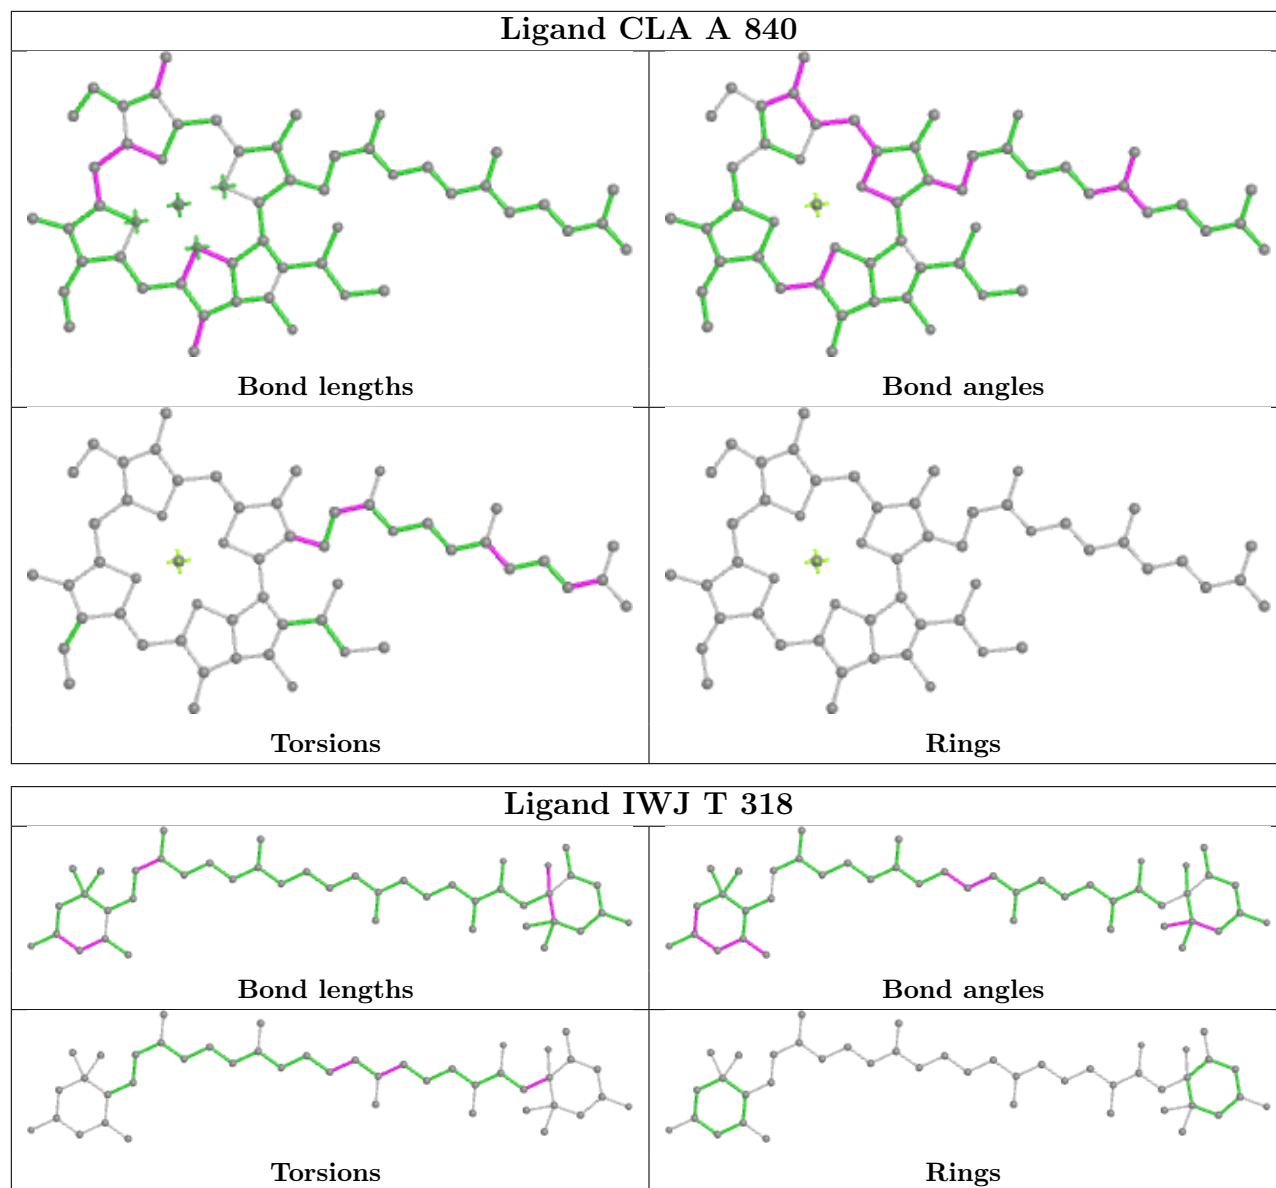 Ligand CLA A 840
Bond lengths
Bond angles
Torsions
Rings
Ligand IWJ T 318
Bond lengths
Bond angles
Torsions
Rings